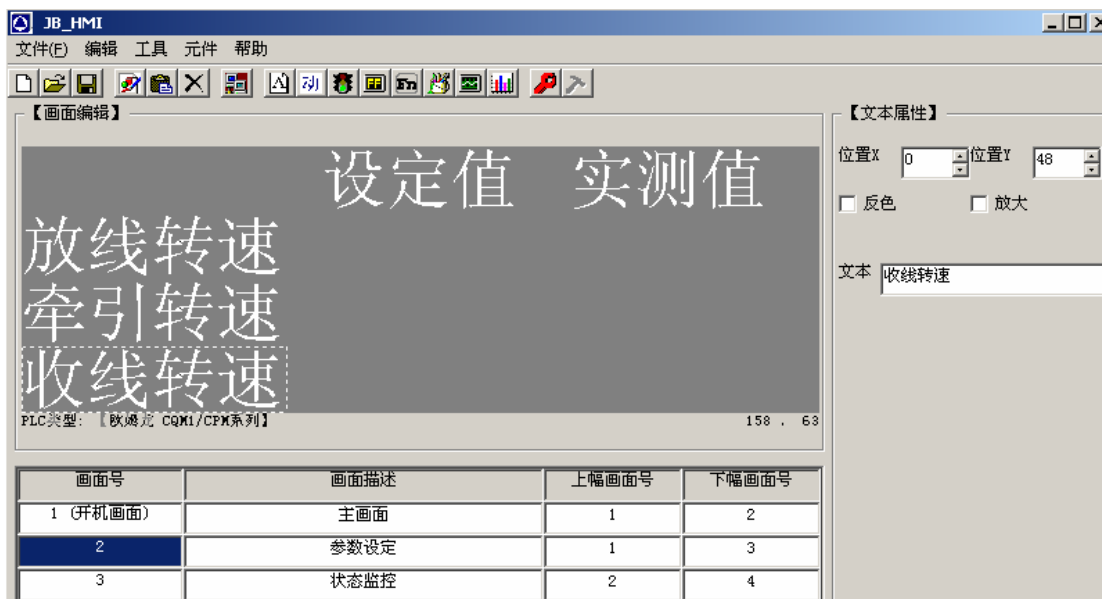 JB_HMI
文件(F) 编辑 工具 元件 帮助
【画面编辑】
设定值 实测值
放线转速
牵引转速
收线转速
PLC类型: 【欧姆龙 CQM1/CPM系列】 158 . 63
画面号 画面描述 上幅画面号 下幅画面号
1 (开机画面) 主画面 1 2
2 参数设定 1 3
3 状态监控 2 4
【文本属性】
位置X 0 位置Y 48
反色 放大
文本 收线转速